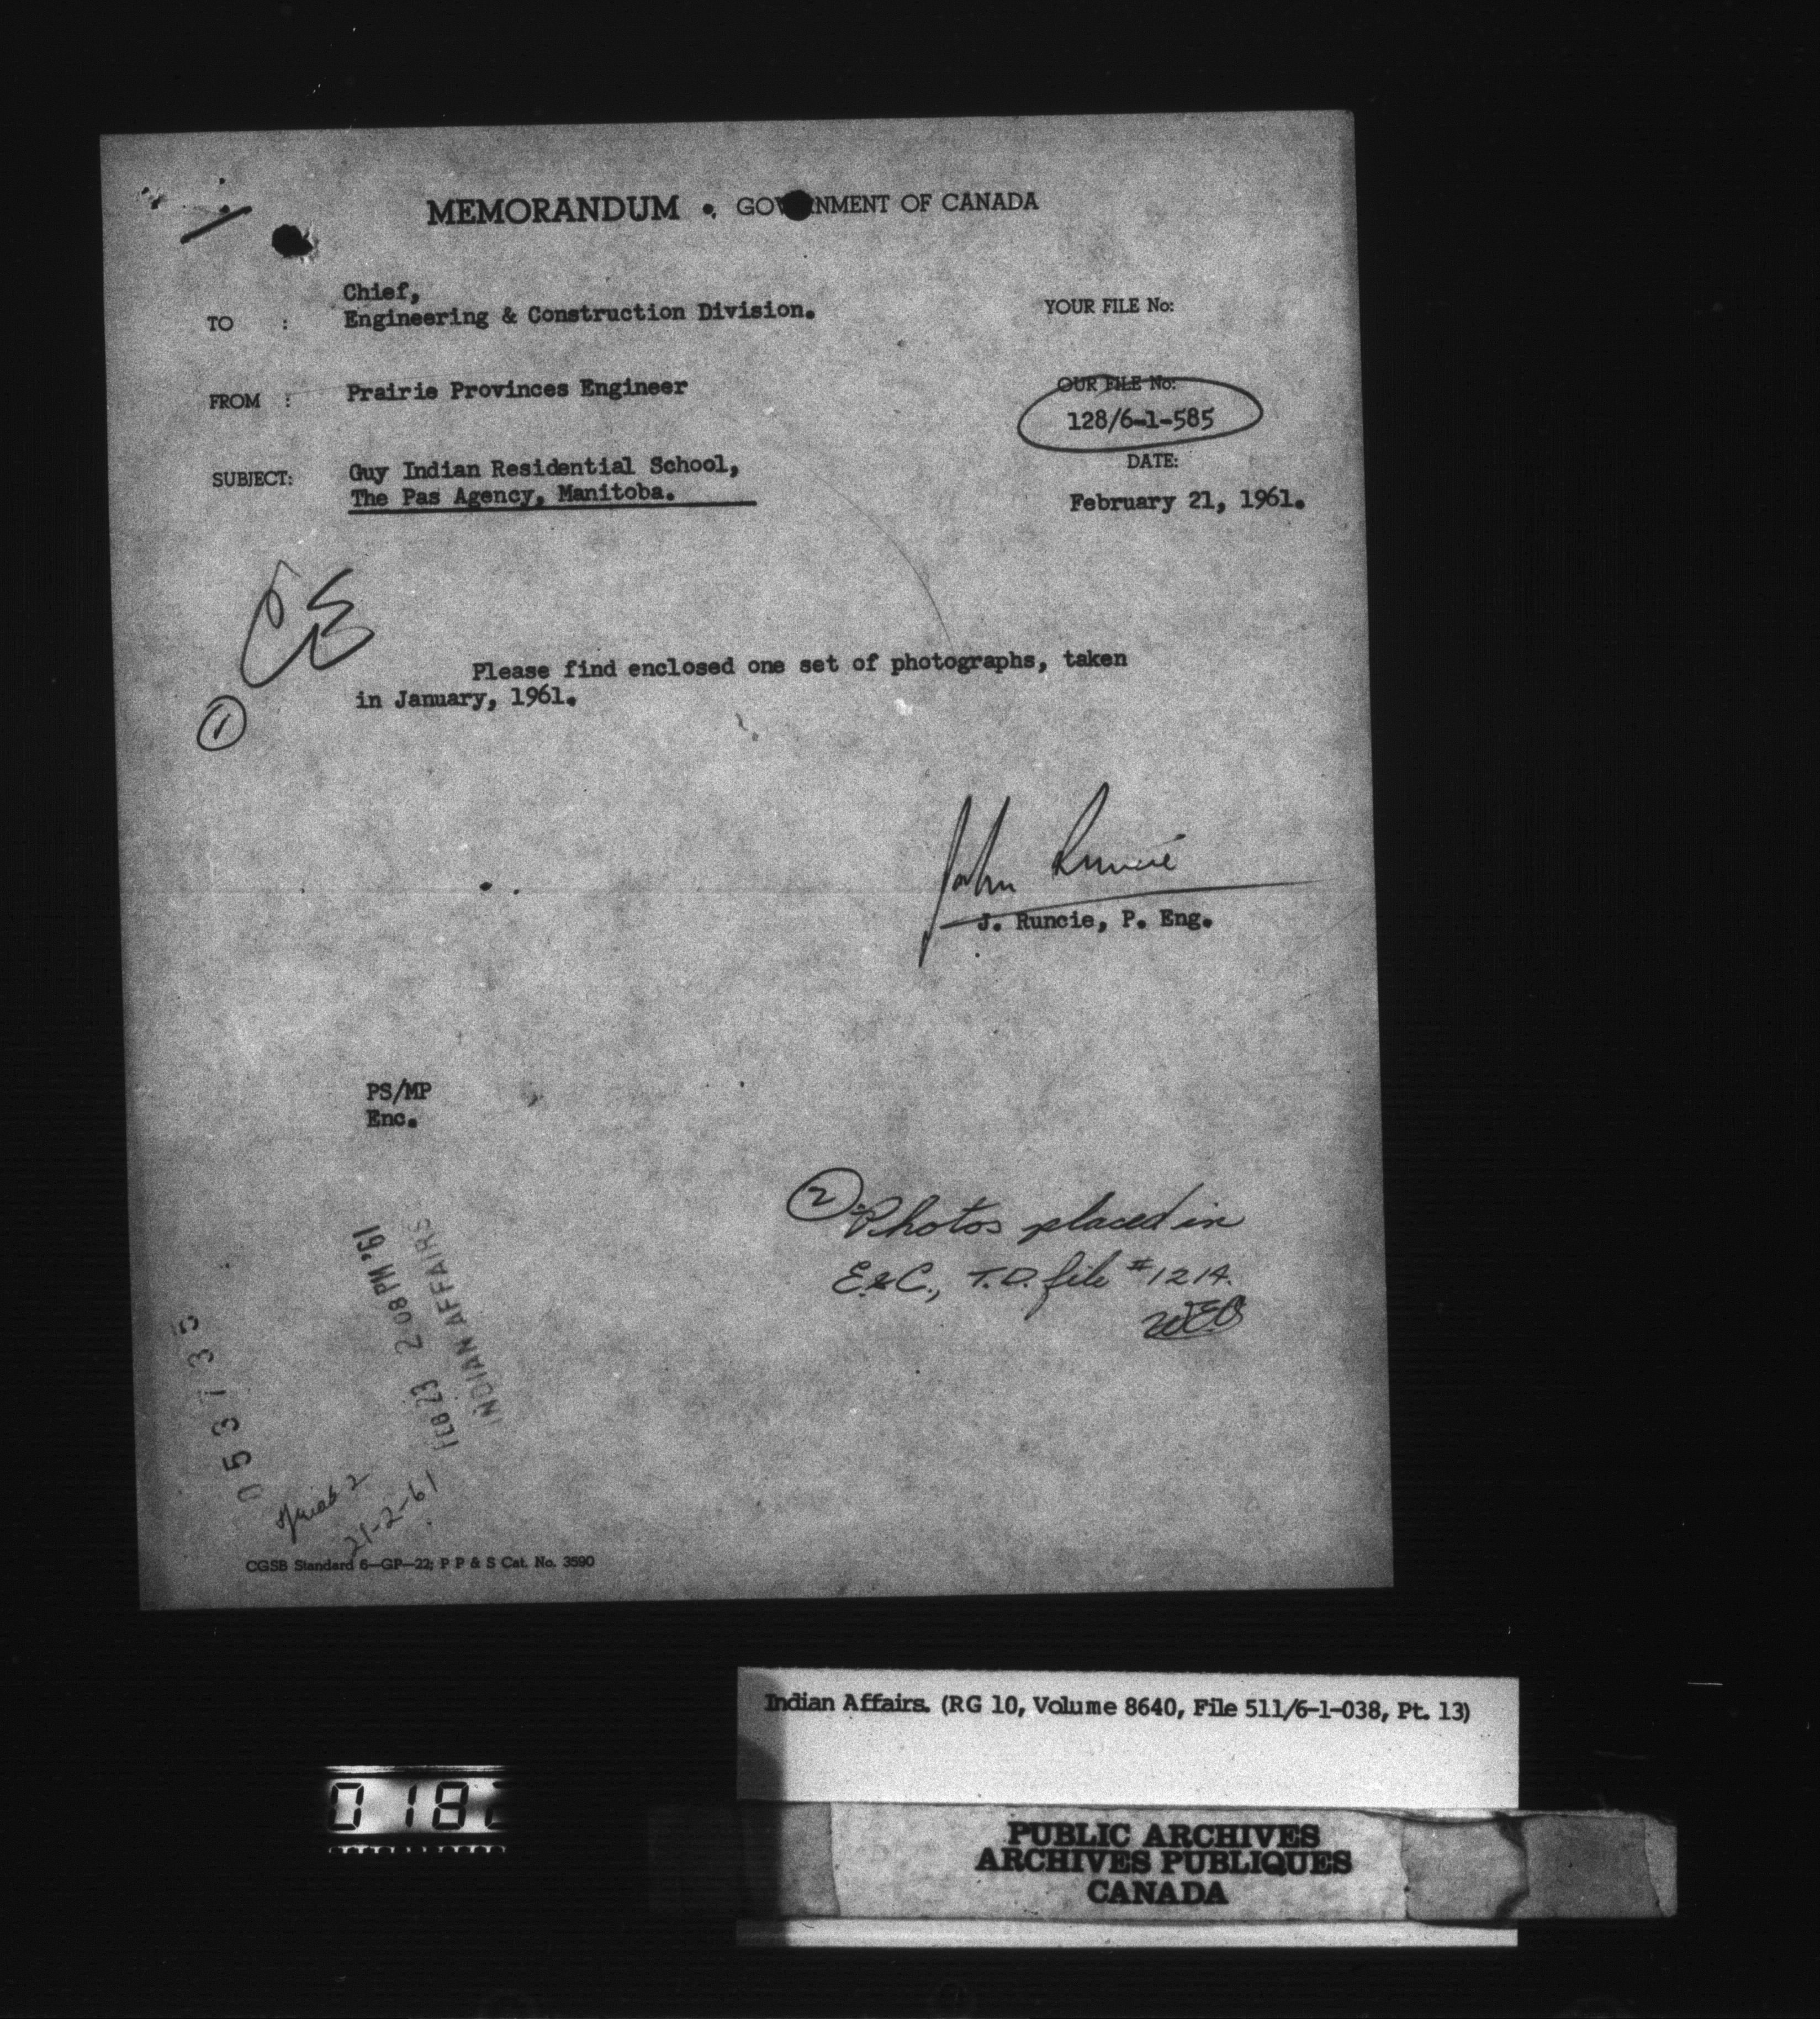 MEMORANDUM • GOVERNMENT OF CANADA
Chief,
TO : Engineering & Construction Division.
YOUR FILE No:
FROM : Prairie Provinces Engineer
OUR FILE No:
128/6-1-585
SUBJECT: Guy Indian Residential School,
The Pas Agency, Manitoba.
DATE:
February 21, 1961.
CE
1
Please find enclosed one set of photographs, taken
in January, 1961.
John Runcie
J. Runcie, P. Eng.
PS/MP
Enc.
2 Photos placed in
E.&C., T.D. file #1214.
FEB 23 2 08 PM '61
INDIAN AFFAIRS
053735
21-2-61
CGSB Standard 6—GP—22; P P & S Cat. No. 3590
Indian Affairs. (RG 10, Volume 8640, File 511/6-1-038, Pt. 13)
0182
PUBLIC ARCHIVES
ARCHIVES PUBLIQUES
CANADA